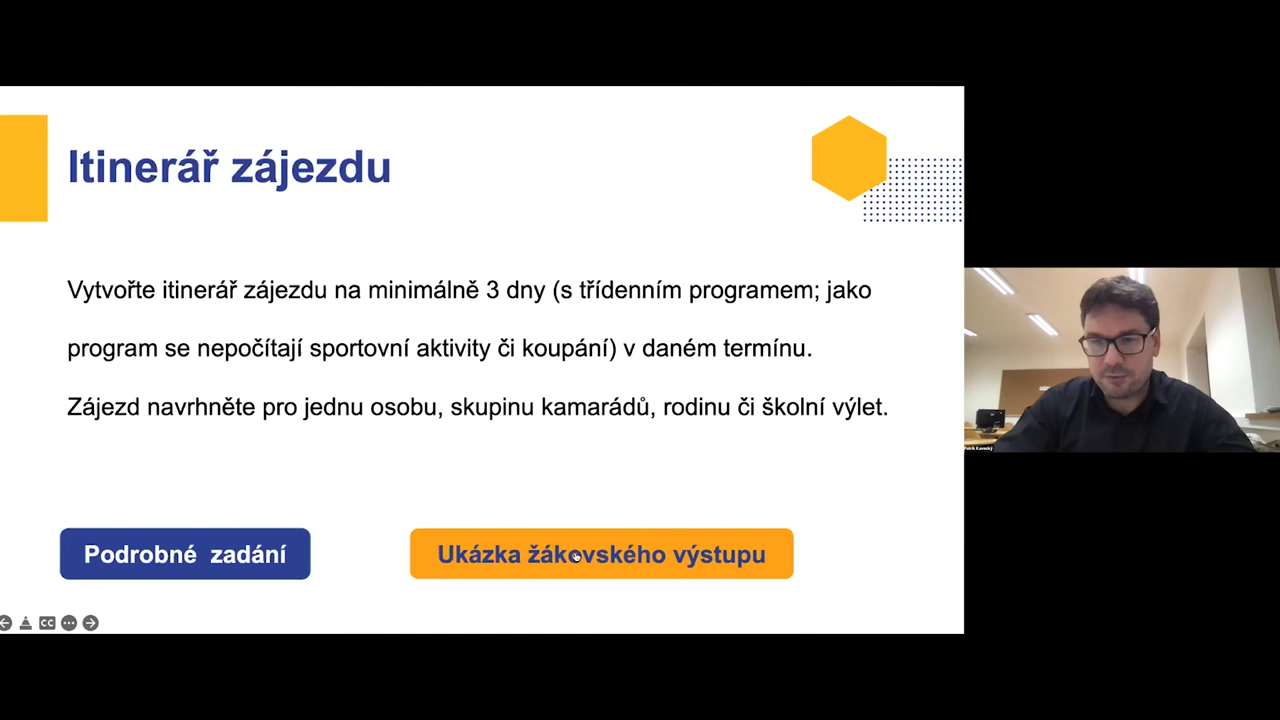 Itinerář zájezdu
Vytvořte itinerář zájezdu na minimálně 3 dny (s třídenním programem; jako
program se nepočítají sportovní aktivity či koupání) v daném termínu.
Zájezd navrhněte pro jednu osobu, skupinu kamarádů, rodinu či školní výlet.
Podrobné zadání
Ukázka žákovského výstupu
CC